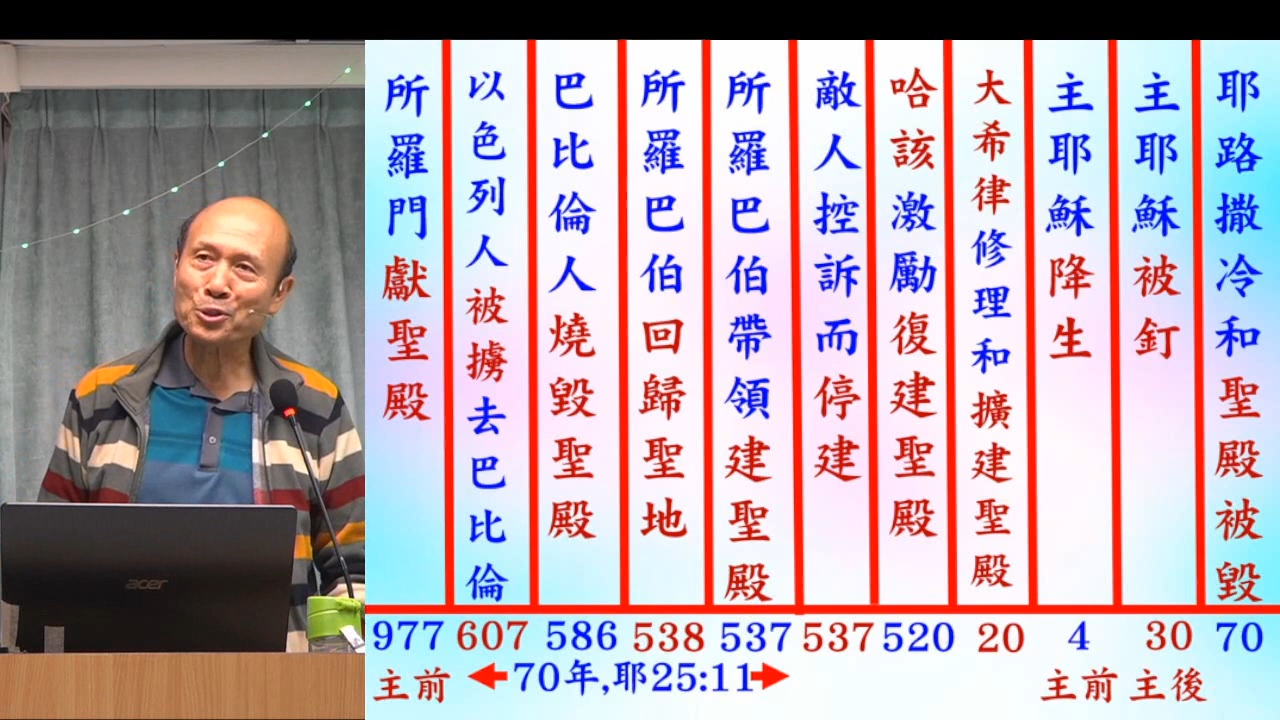 所羅門獻聖殿
以色列人被擄去巴比倫
巴比倫人燒毀聖殿
所羅巴伯回歸聖地
所羅巴伯帶領建聖殿
敵人控訴而停建
哈該激勵復建聖殿
大希律修理和擴建聖殿
主耶穌降生
主耶穌被釘
耶路撒冷和聖殿被毀
977 607 586 538 537 537 520 20 4 30 70
主前 70年,耶25:11 主前 主後
acer